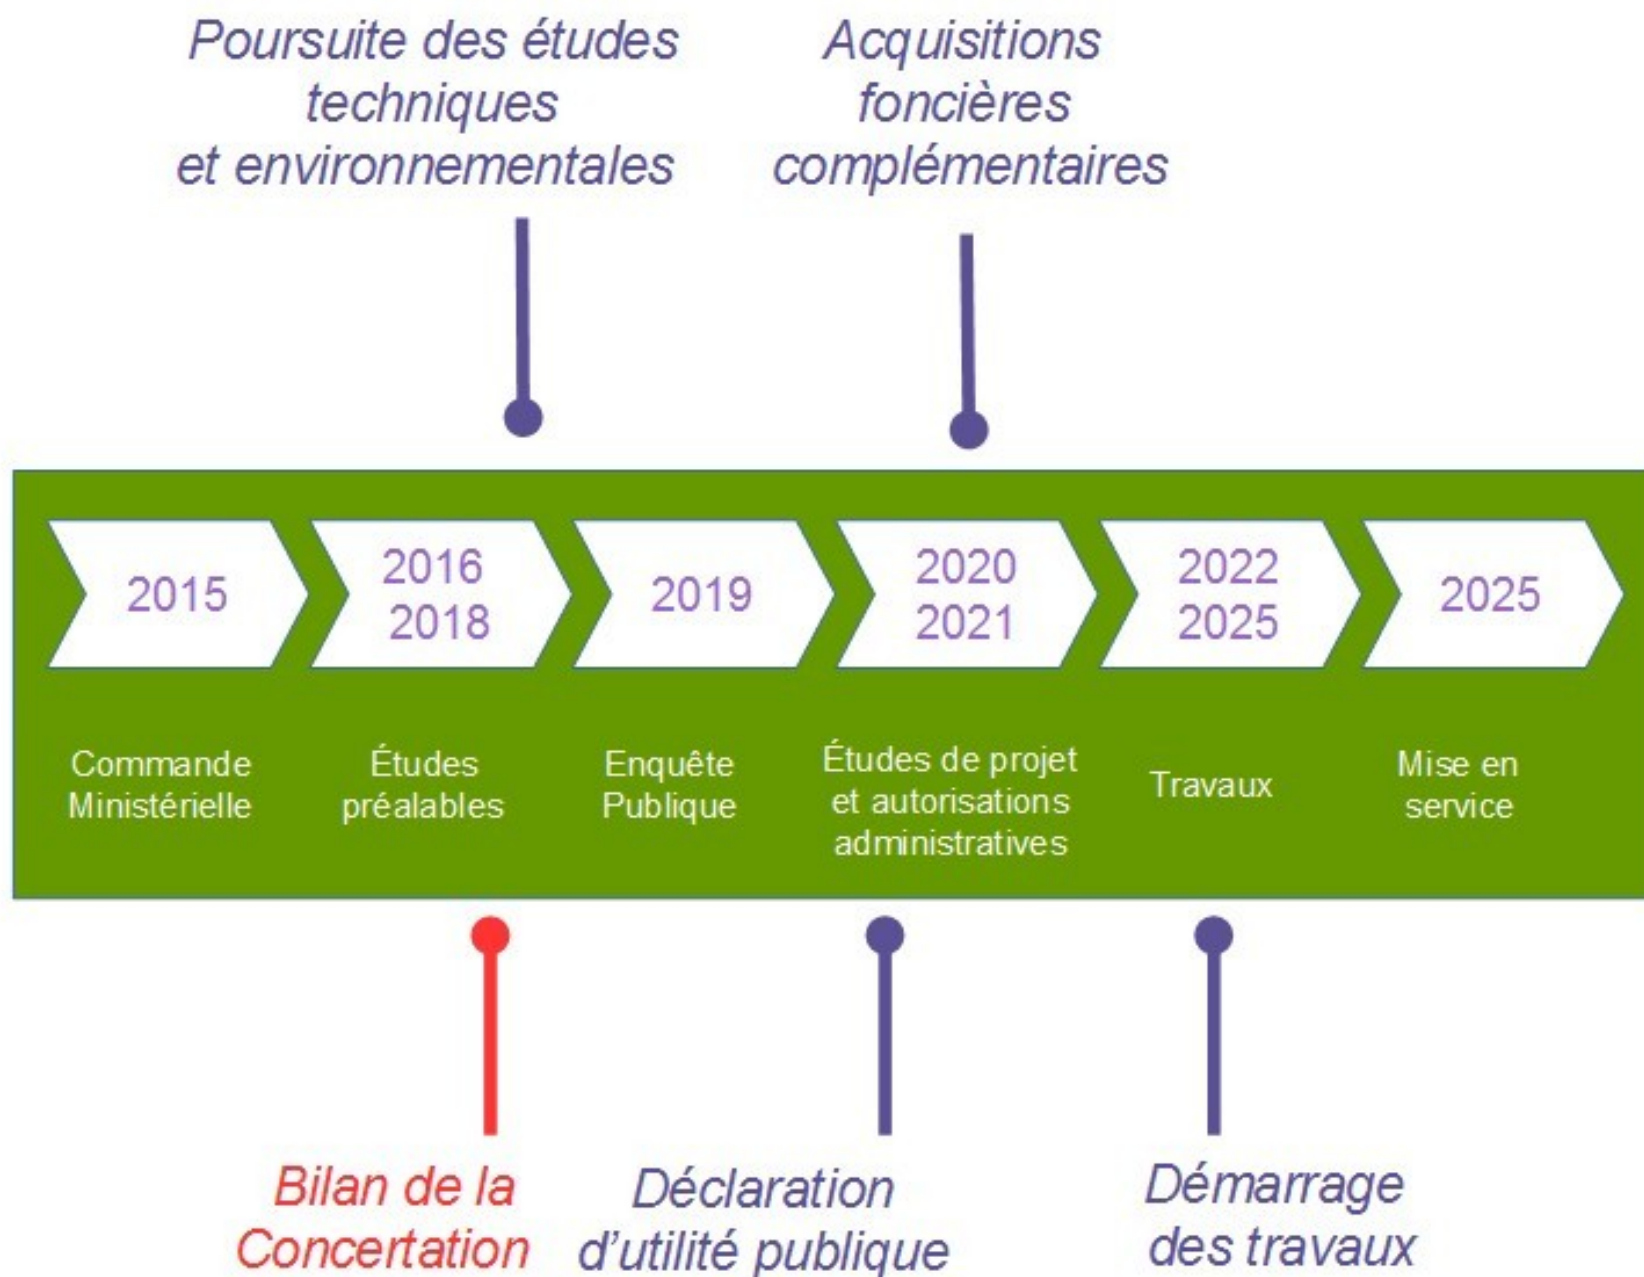 Poursuite des études
techniques
et environnementales
Acquisitions
foncières
complémentaires
2015
2016
2018
2019
2020
2021
2022
2025
2025
Commande
Ministérielle
Études
préalables
Enquête
Publique
Études de projet
et autorisations
administratives
Travaux
Mise en
service
Bilan de la
Concertation
Déclaration
d'utilité publique
Démarrage
des travaux